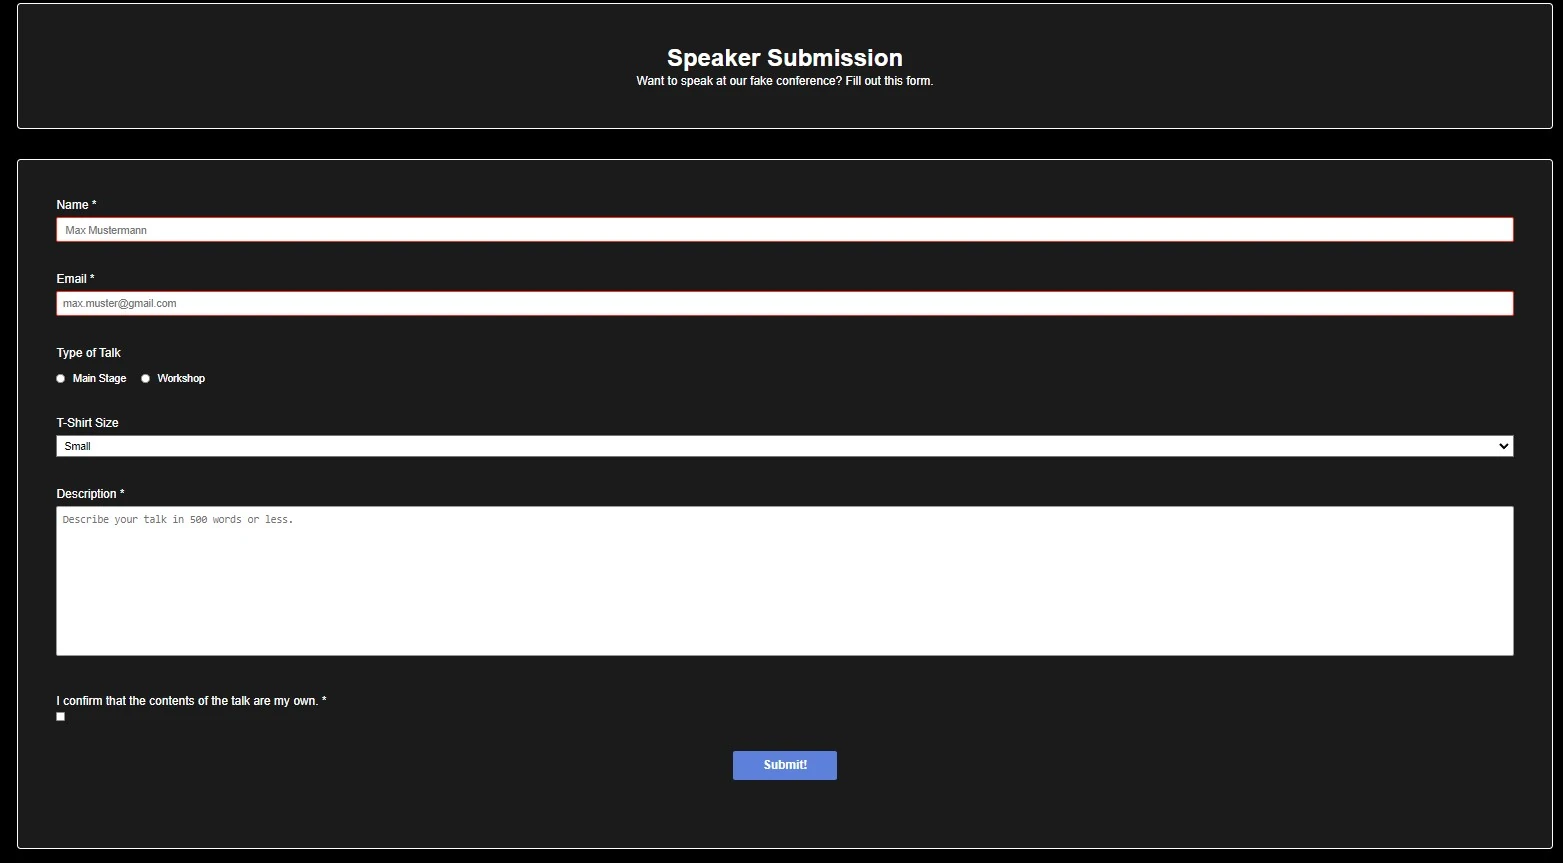 Speaker Submission
Want to speak at our fake conference? Fill out this form.
Name *
Max Mustermann
Email *
max.muster@gmail.com
Type of Talk
Main Stage Workshop
T-Shirt Size
Small
Description *
Describe your talk in 500 words or less.
I confirm that the contents of the talk are my own. *
Submit!